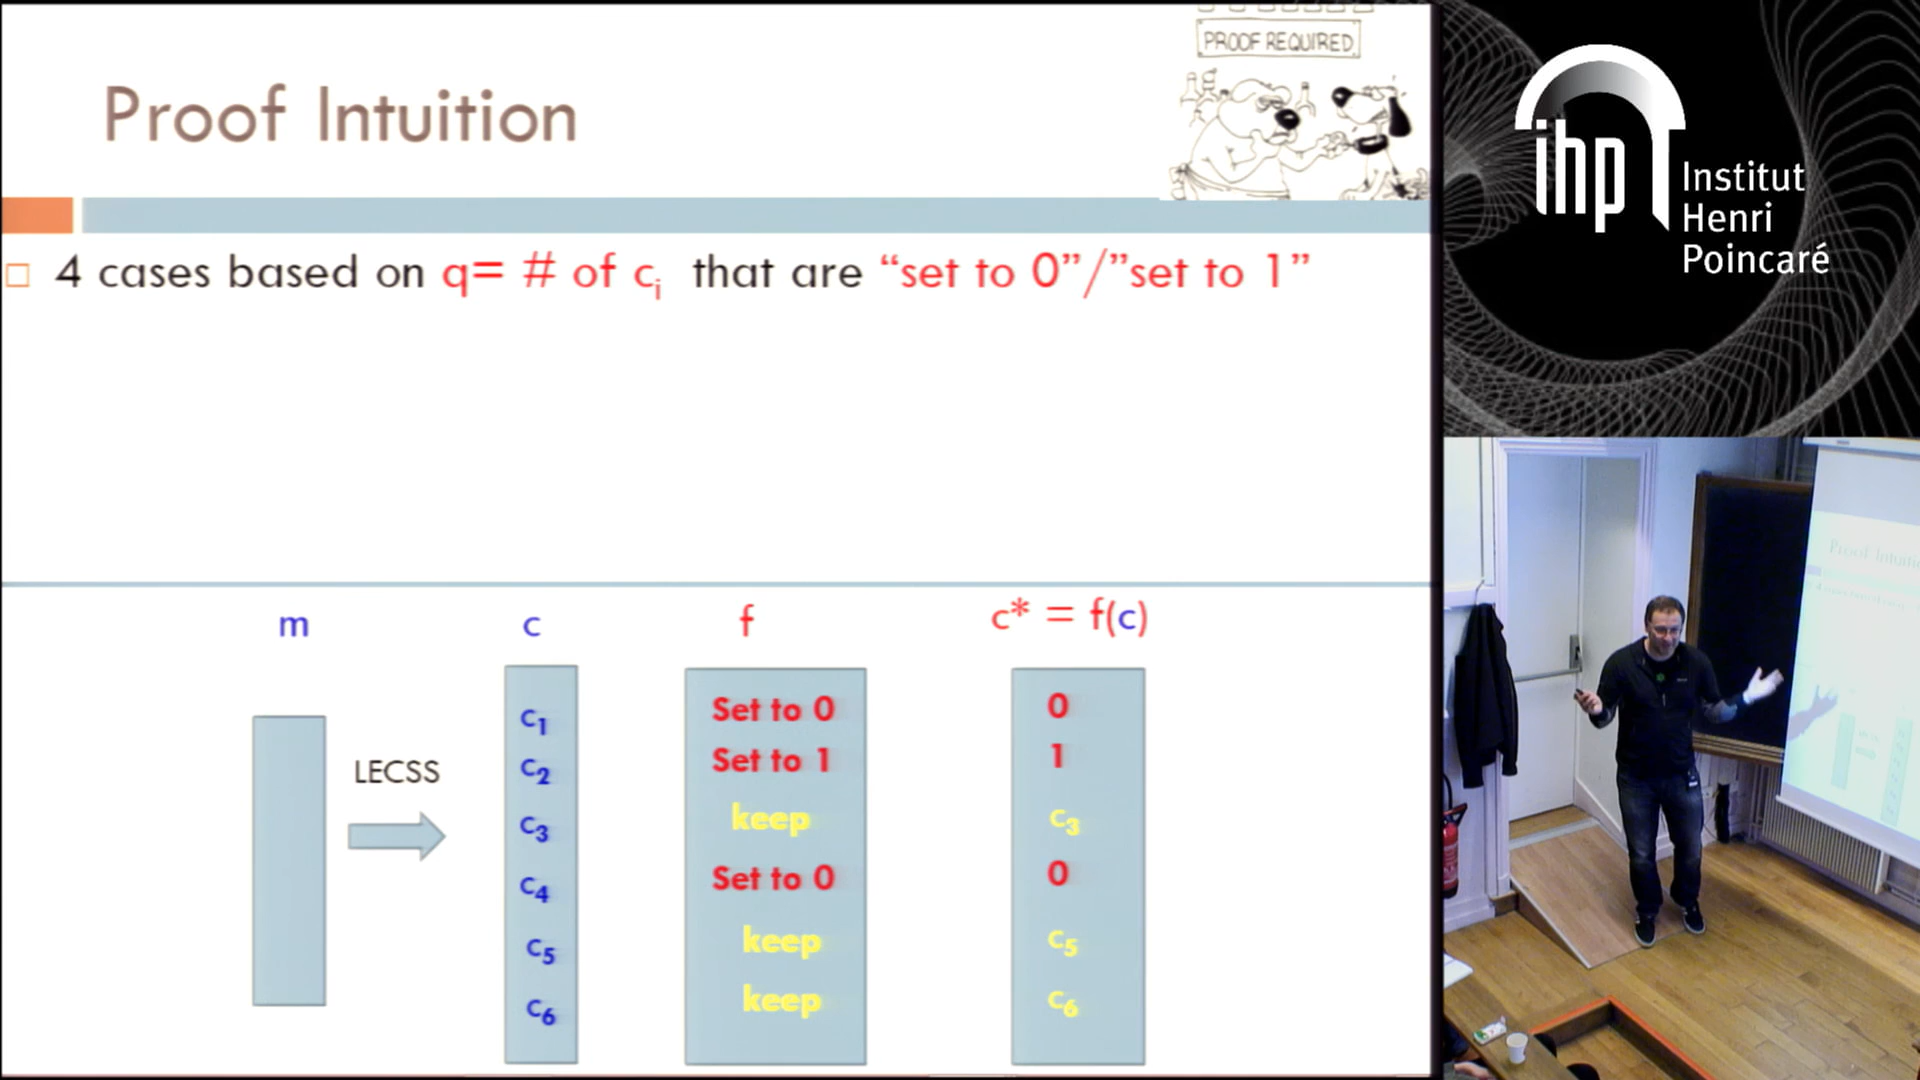 PROOF REQUIRED
Proof Intuition
4 cases based on q= # of ci that are “set to 0”/”set to 1”
m c f c* = f(c)
LECSS
c1 Set to 0 0
c2 Set to 1 1
c3 keep c3
c4 Set to 0 0
c5 keep c5
c6 keep c6
ihp
Institut
Henri
Poincaré
Proof Intuiti